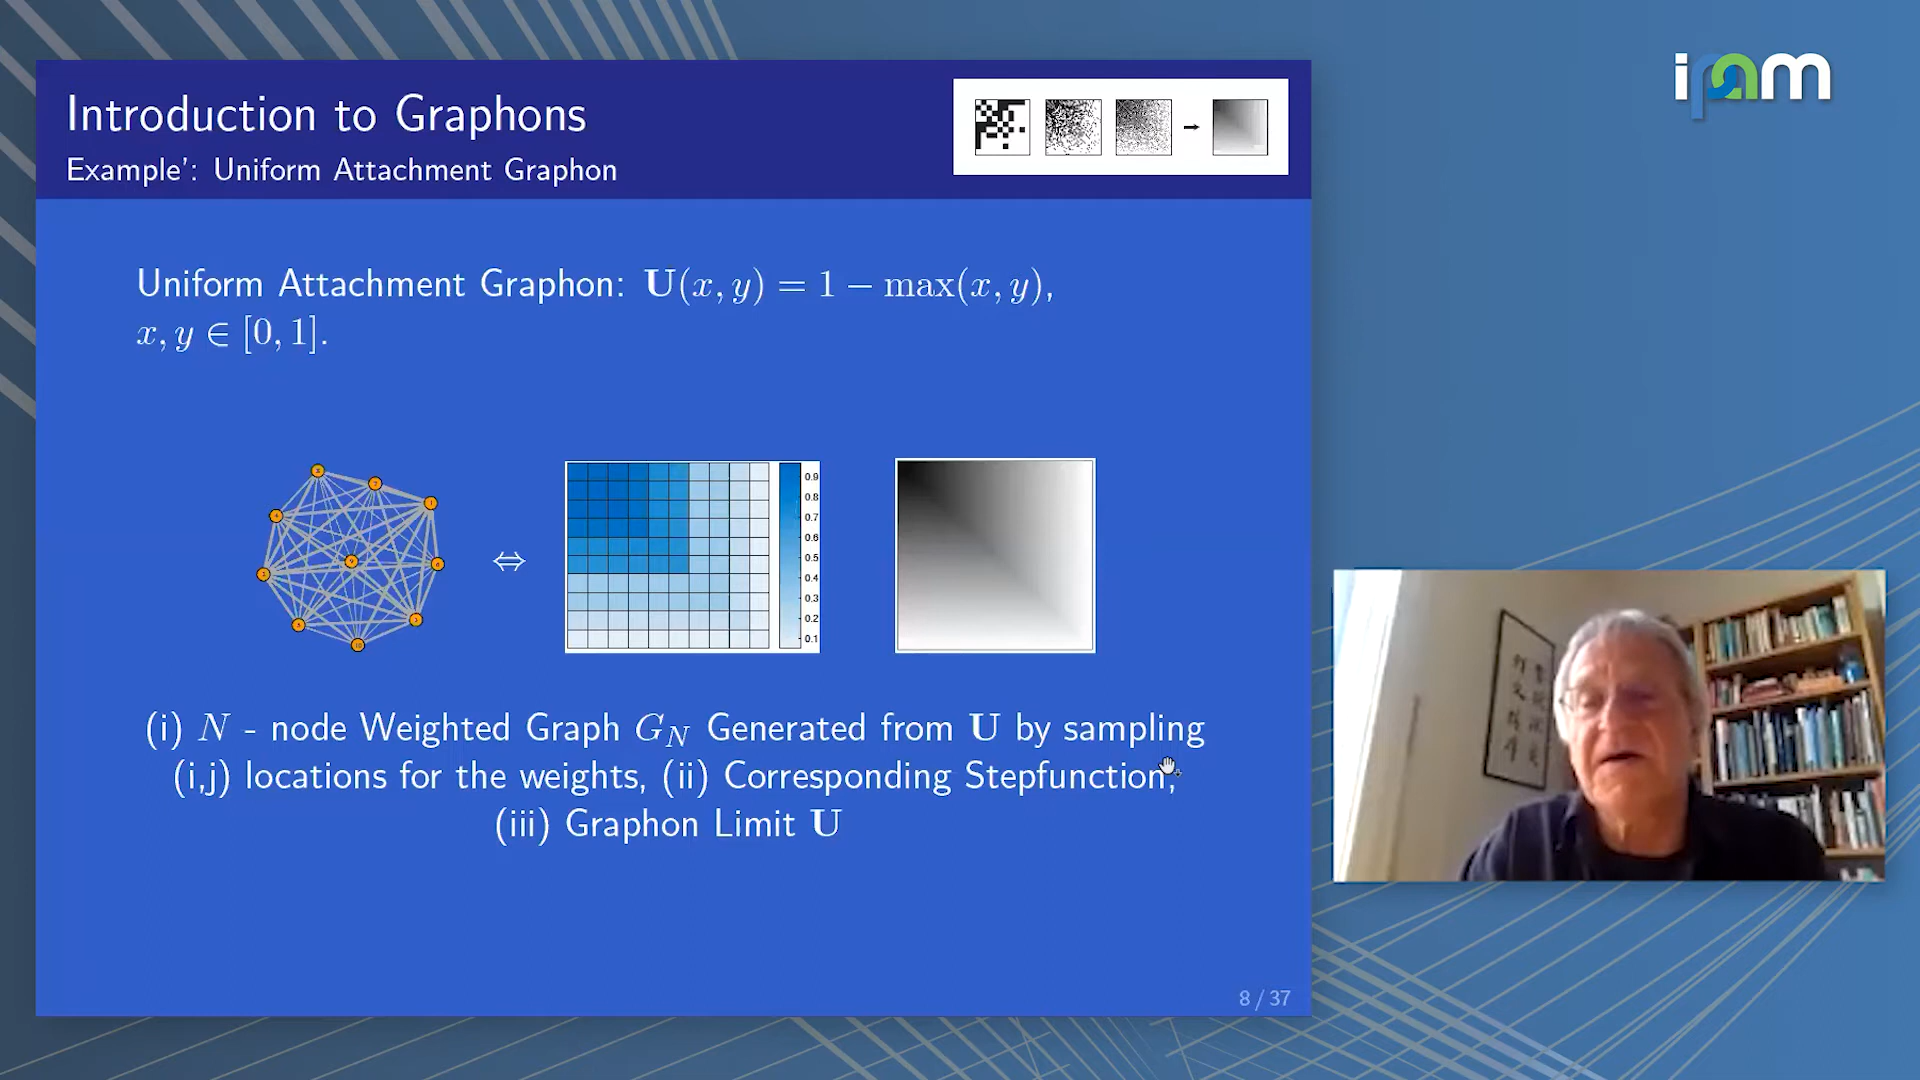 ipam
Introduction to Graphons
Example': Uniform Attachment Graphon
Uniform Attachment Graphon: U(x, y) = 1 − max(x, y),
x, y ∈ [0, 1].
⇔
0.9
0.8
0.7
0.6
0.5
0.4
0.3
0.2
0.1
(i) N - node Weighted Graph G_N Generated from U by sampling
(i,j) locations for the weights, (ii) Corresponding Stepfunction,
(iii) Graphon Limit U
8 / 37